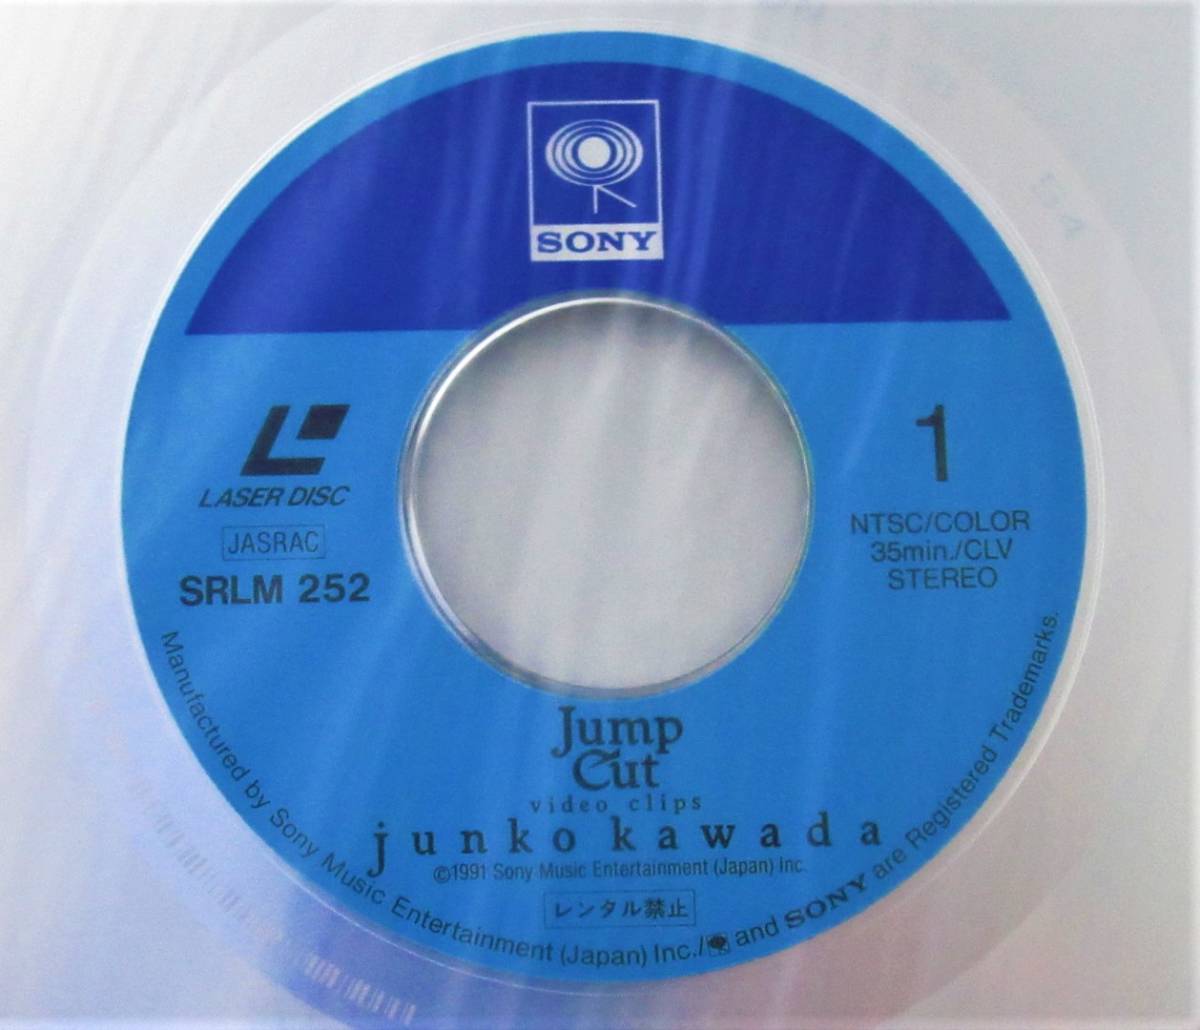 SONY
LASER DISC
JASRAC
SRLM 252
1
NTSC/COLOR
35min./CLV
STEREO
Jump
Cut
video clips
junko kawada
©1991 Sony Music Entertainment (Japan) Inc.
レンタル禁止
Manufactured by Sony Music Entertainment (Japan) Inc./ and SONY are Registered Trademarks.